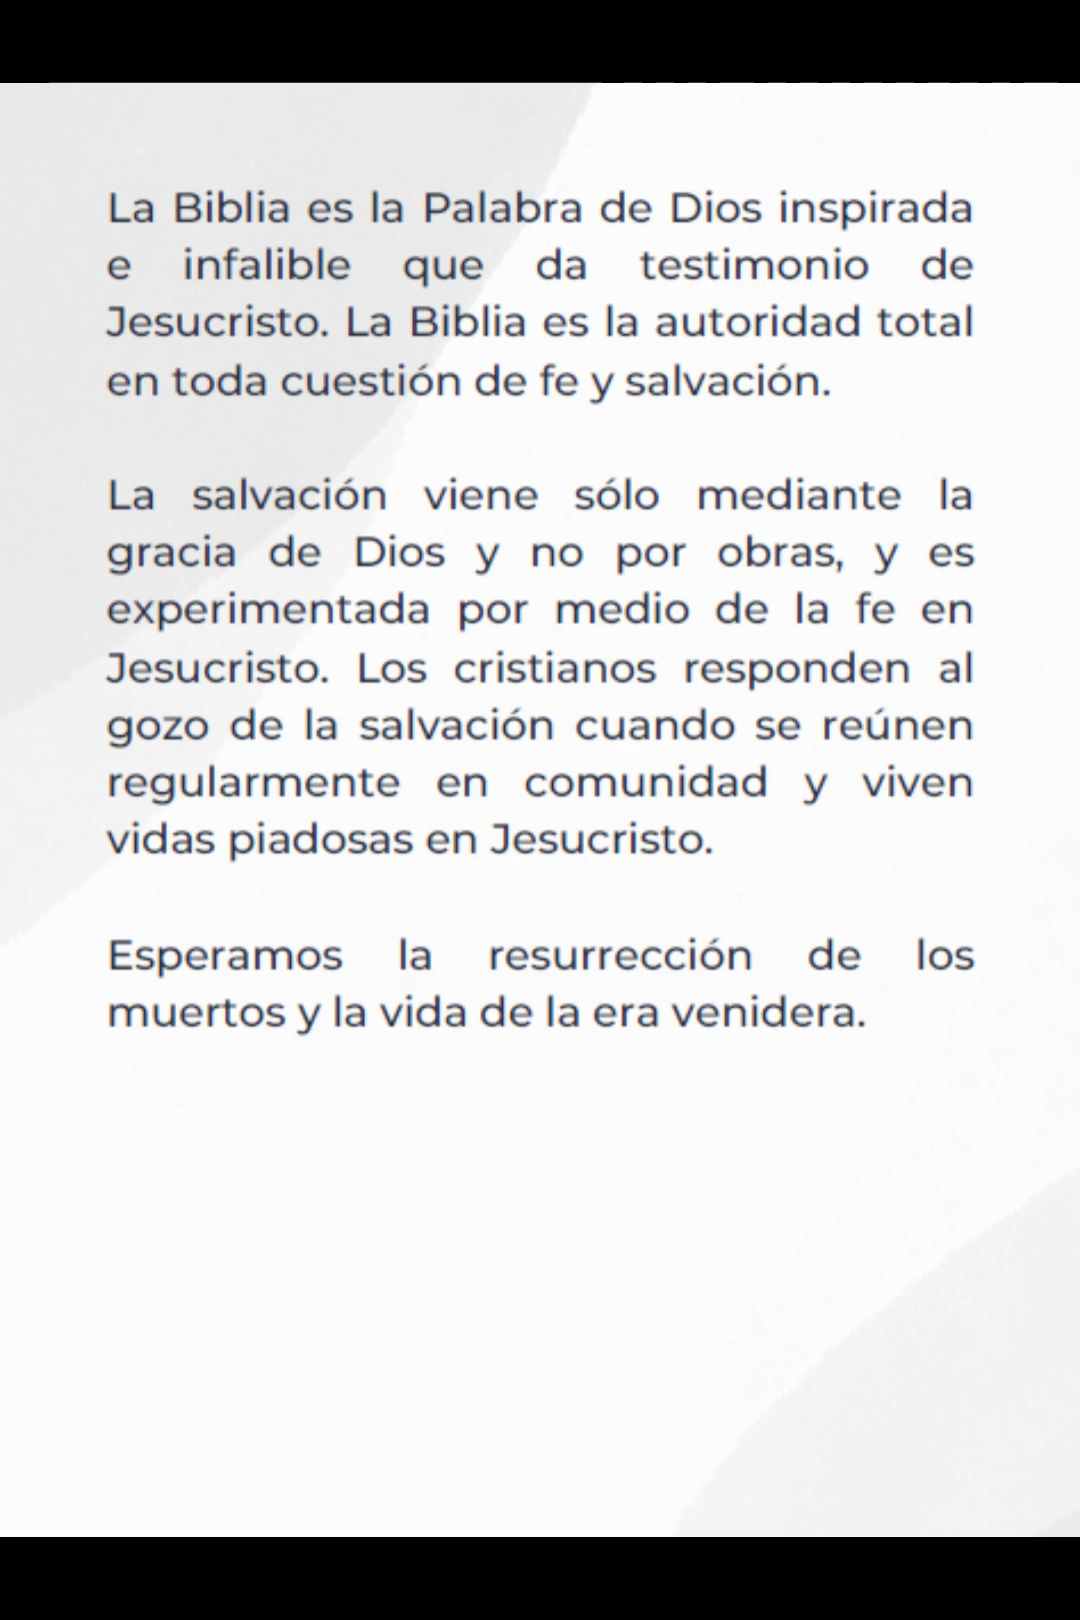 La Biblia es la Palabra de Dios inspirada
e infalible que da testimonio de
Jesucristo. La Biblia es la autoridad total
en toda cuestión de fe y salvación.
La salvación viene sólo mediante la
gracia de Dios y no por obras, y es
experimentada por medio de la fe en
Jesucristo. Los cristianos responden al
gozo de la salvación cuando se reúnen
regularmente en comunidad y viven
vidas piadosas en Jesucristo.
Esperamos la resurrección de los
muertos y la vida de la era venidera.